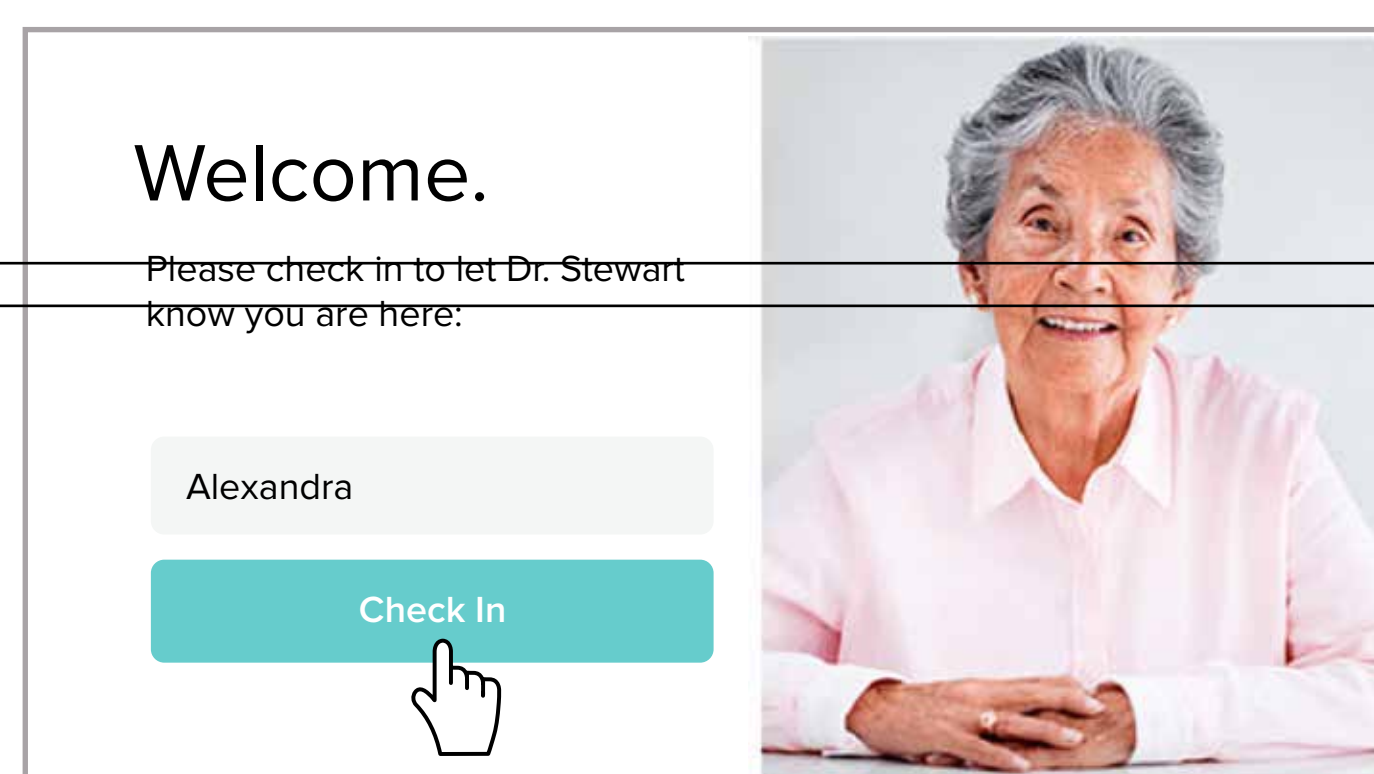 Welcome.
Please check in to let Dr. Stewart
know you are here:
Alexandra
Check In